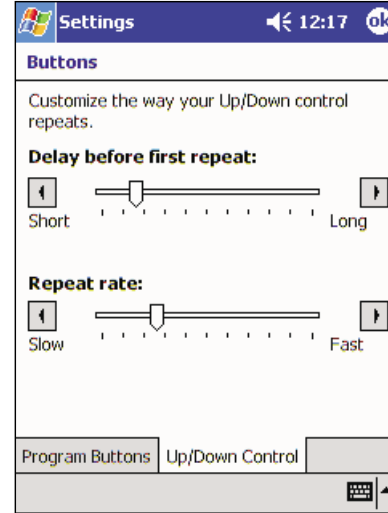 Settings 12:17 ok
Buttons
Customize the way your Up/Down control
repeats.
Delay before first repeat:
Short Long
Repeat rate:
Slow Fast
Program Buttons Up/Down Control